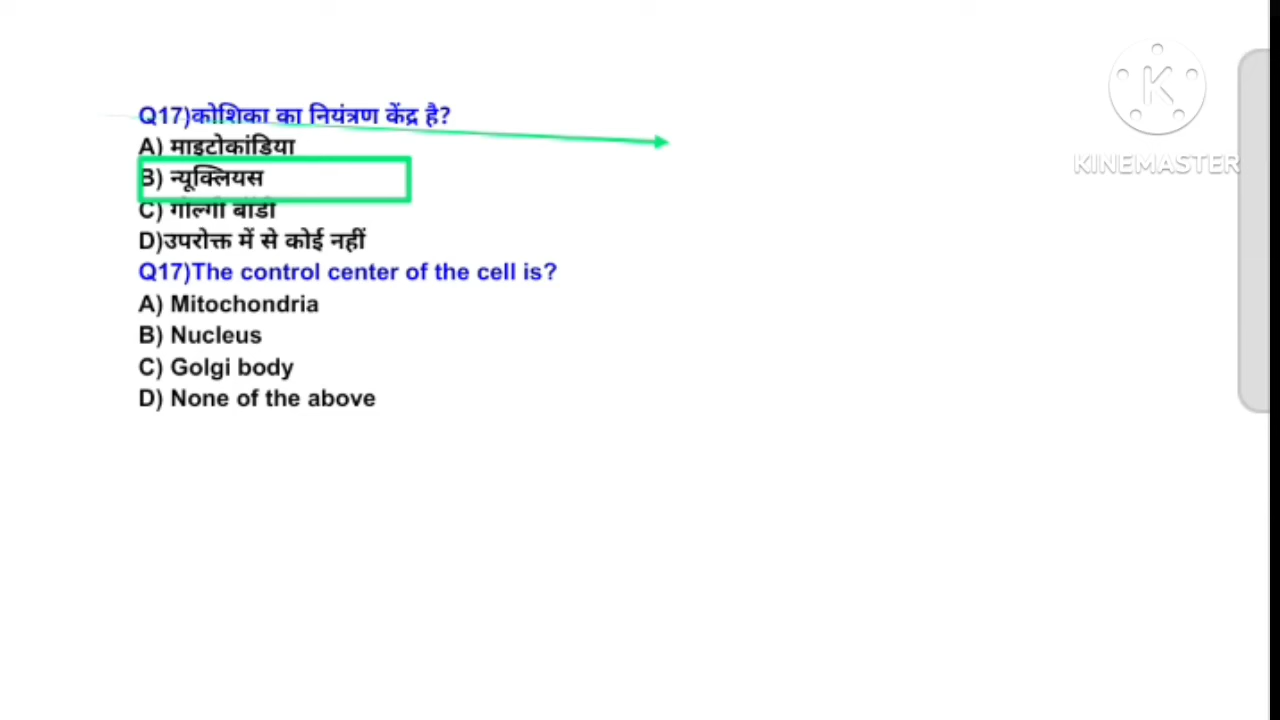 Q17)कोशिका का नियंत्रण केंद्र है?
A) माइटोकांडिया
B) न्यूक्लियस
C) गोल्गी बॉडी
D)उपरोक्त में से कोई नहीं
Q17)The control center of the cell is?
A) Mitochondria
B) Nucleus
C) Golgi body
D) None of the above
K
KINEMASTER